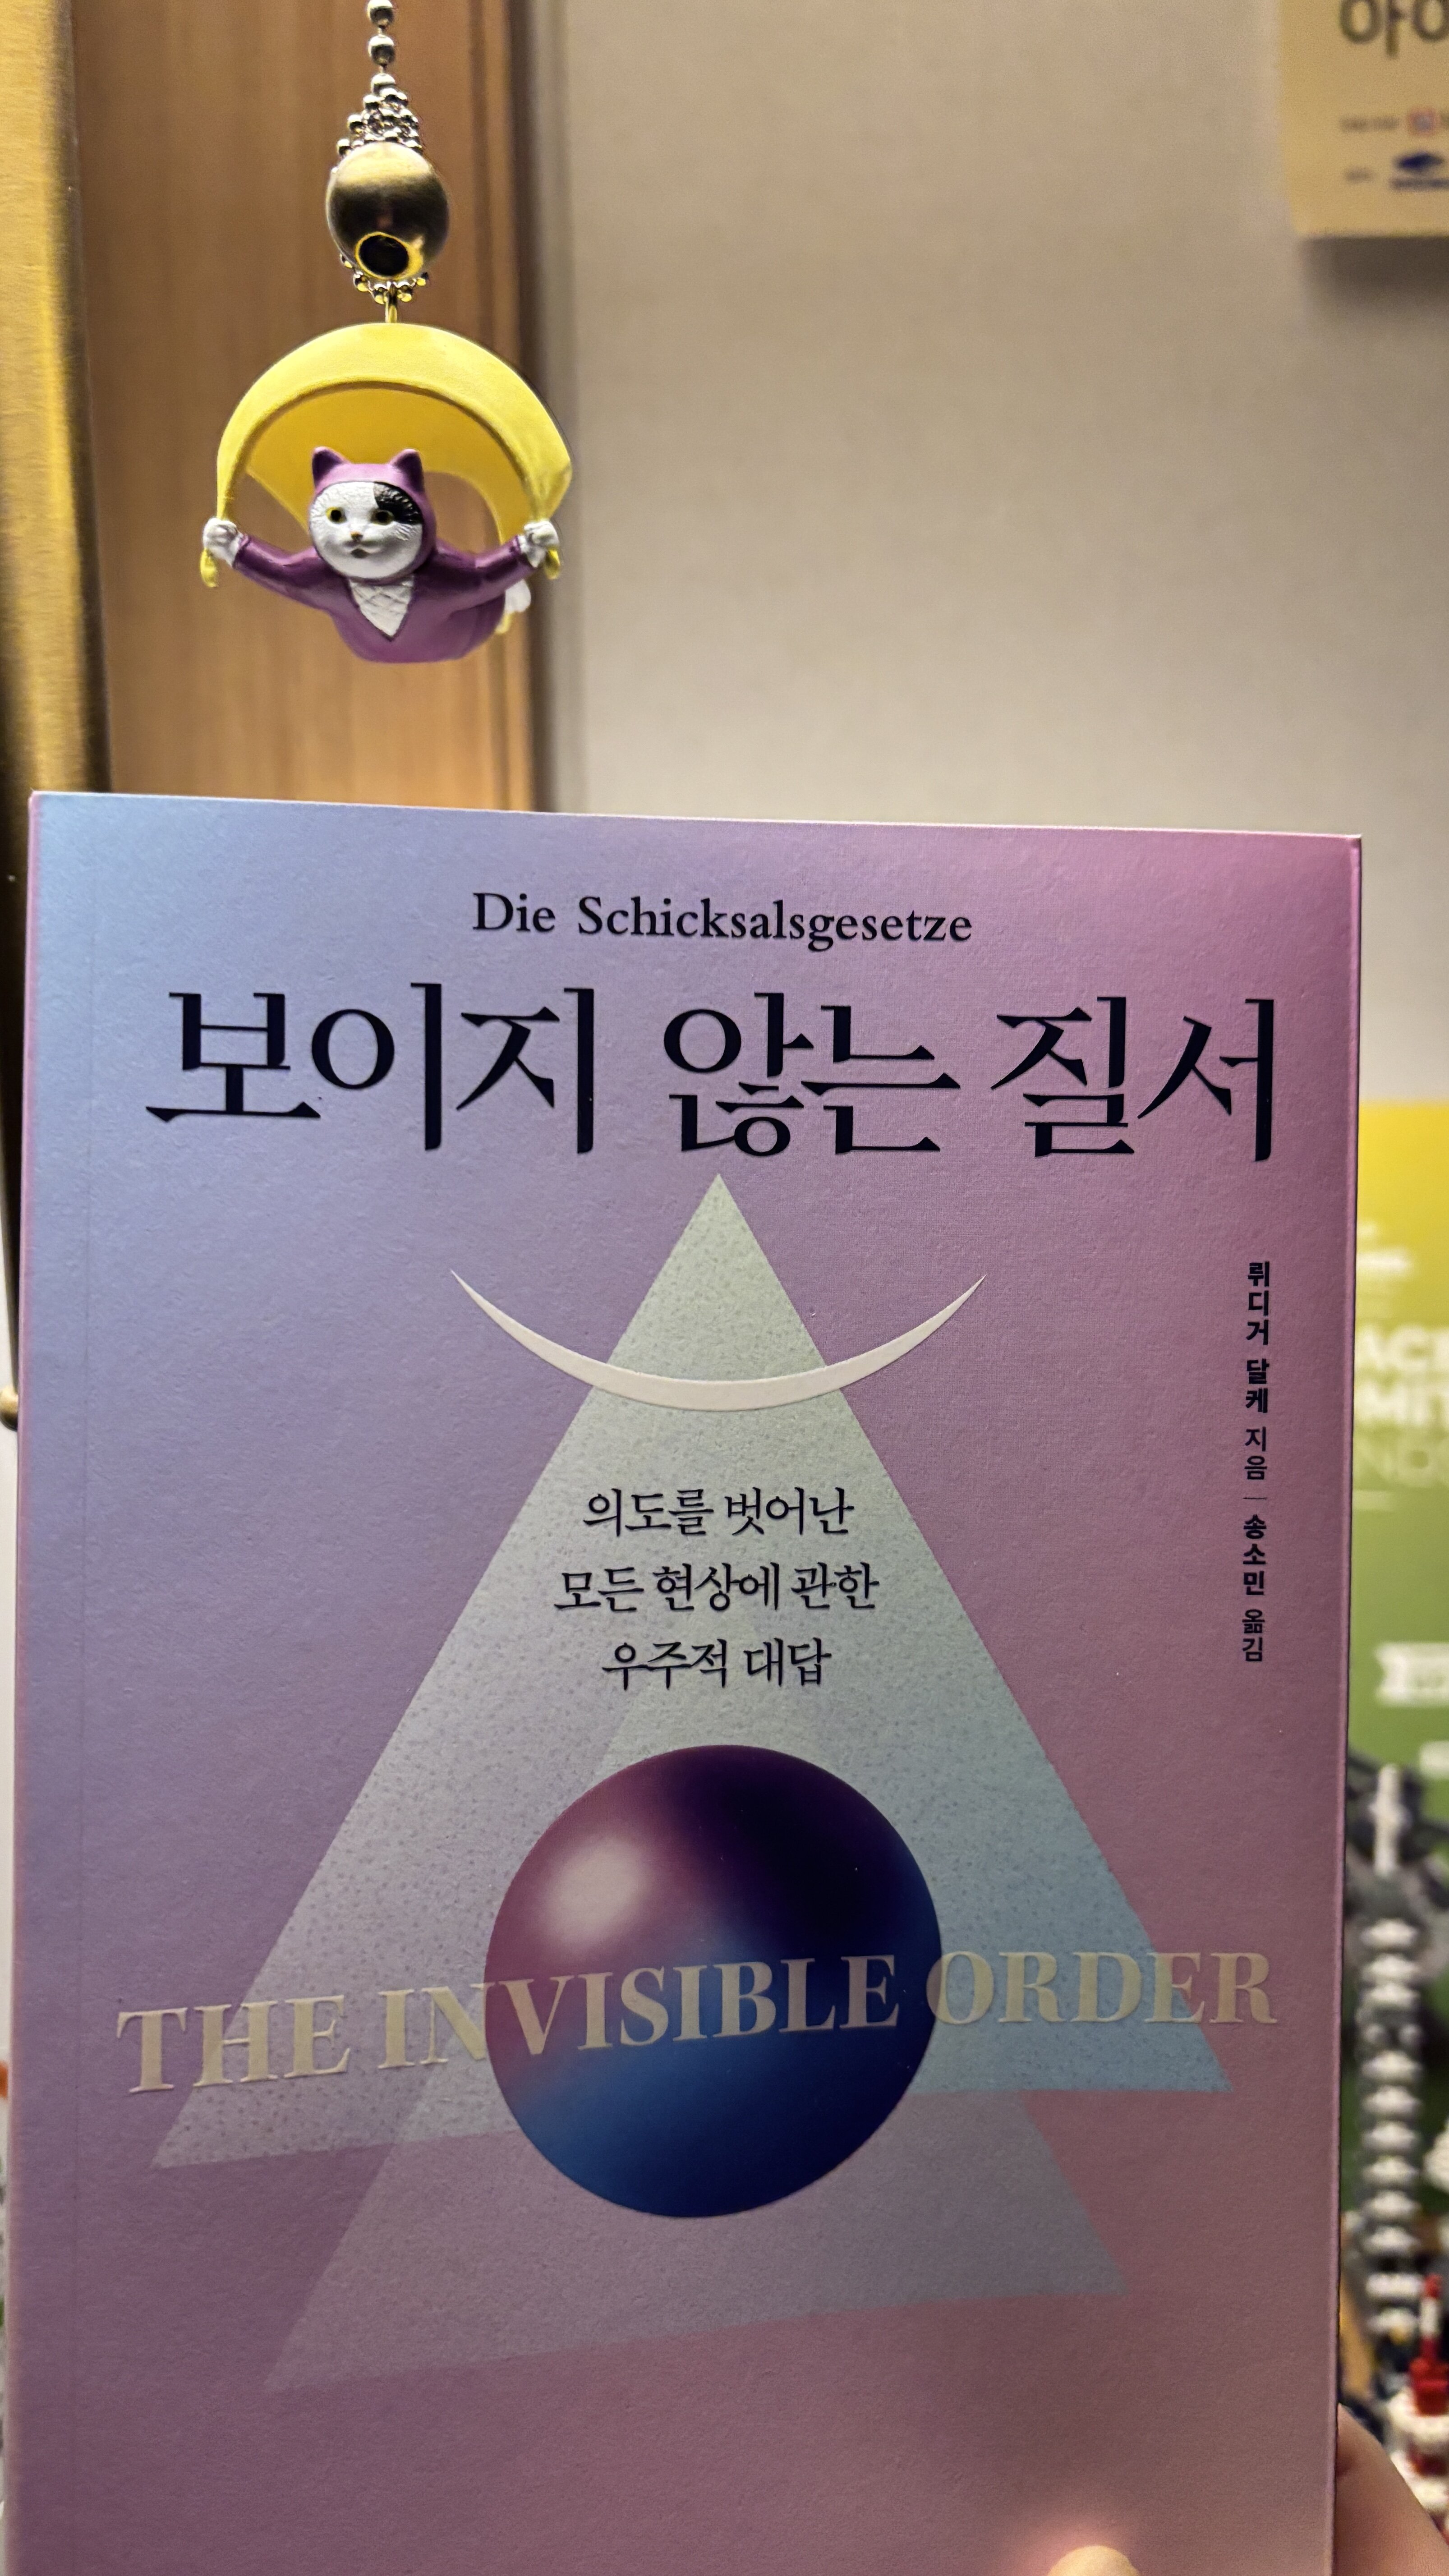 Die Schicksalsgesetze
보이지 않는 질서
의도를 벗어난
모든 현상에 관한
우주적 대답
뤼디거 달케 지음 | 송소민 옮김
THE INVISIBLE ORDER